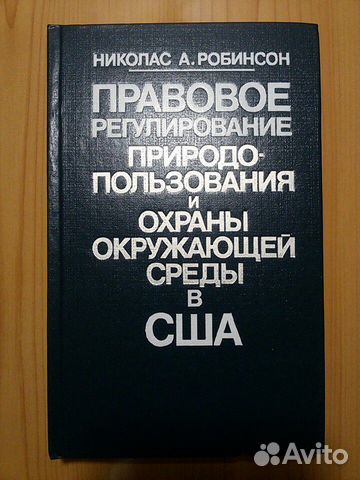 НИКОЛАС А. РОБИНСОН
ПРАВОВОЕ
РЕГУЛИРОВАНИЕ
ПРИРОДО-
ПОЛЬЗОВАНИЯ
И
ОХРАНЫ
ОКРУЖАЮЩЕЙ
СРЕДЫ
В
США
Avito